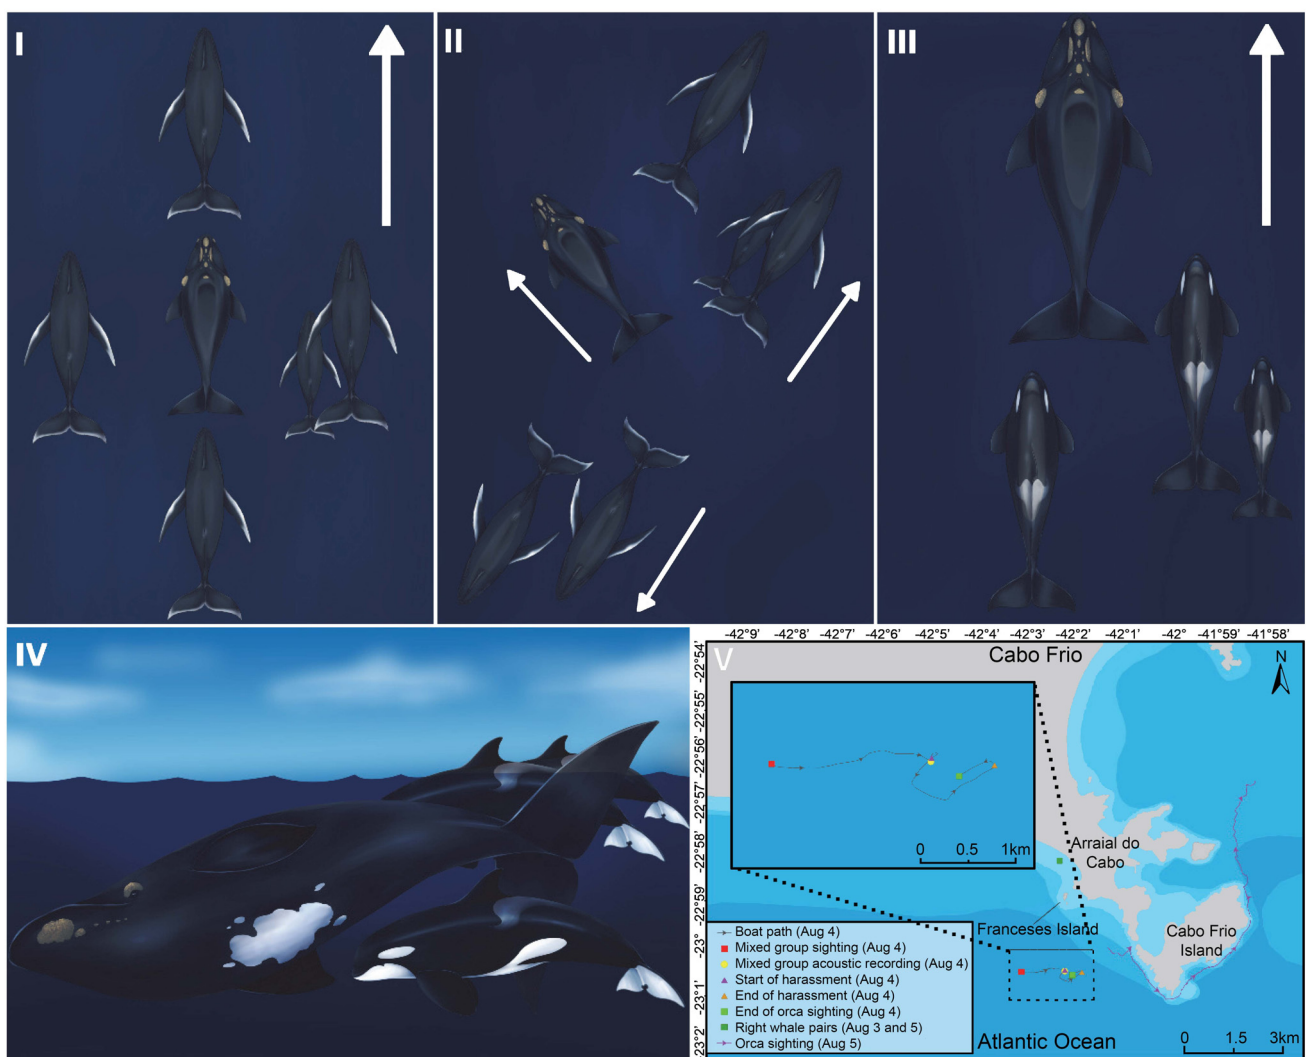 I
II
III
IV
V
-42°9' -42°8' -42°7' -42°6' -42°5' -42°4' -42°3' -42°2' -42°1' -42° -41°59' -41°58'
-22°54'
-22°55'
-22°56'
-22°57'
-22°58'
-22°59'
-23°
-23°1'
-23°2'
Cabo Frio
N
0 0.5 1km
Arraial do
Cabo
Franceses Island
Cabo Frio
Island
Boat path (Aug 4)
Mixed group sighting (Aug 4)
Mixed group acoustic recording (Aug 4)
Start of harassment (Aug 4)
End of harassment (Aug 4)
End of orca sighting (Aug 4)
Right whale pairs (Aug 3 and 5)
Orca sighting (Aug 5)
Atlantic Ocean
0 1.5 3km